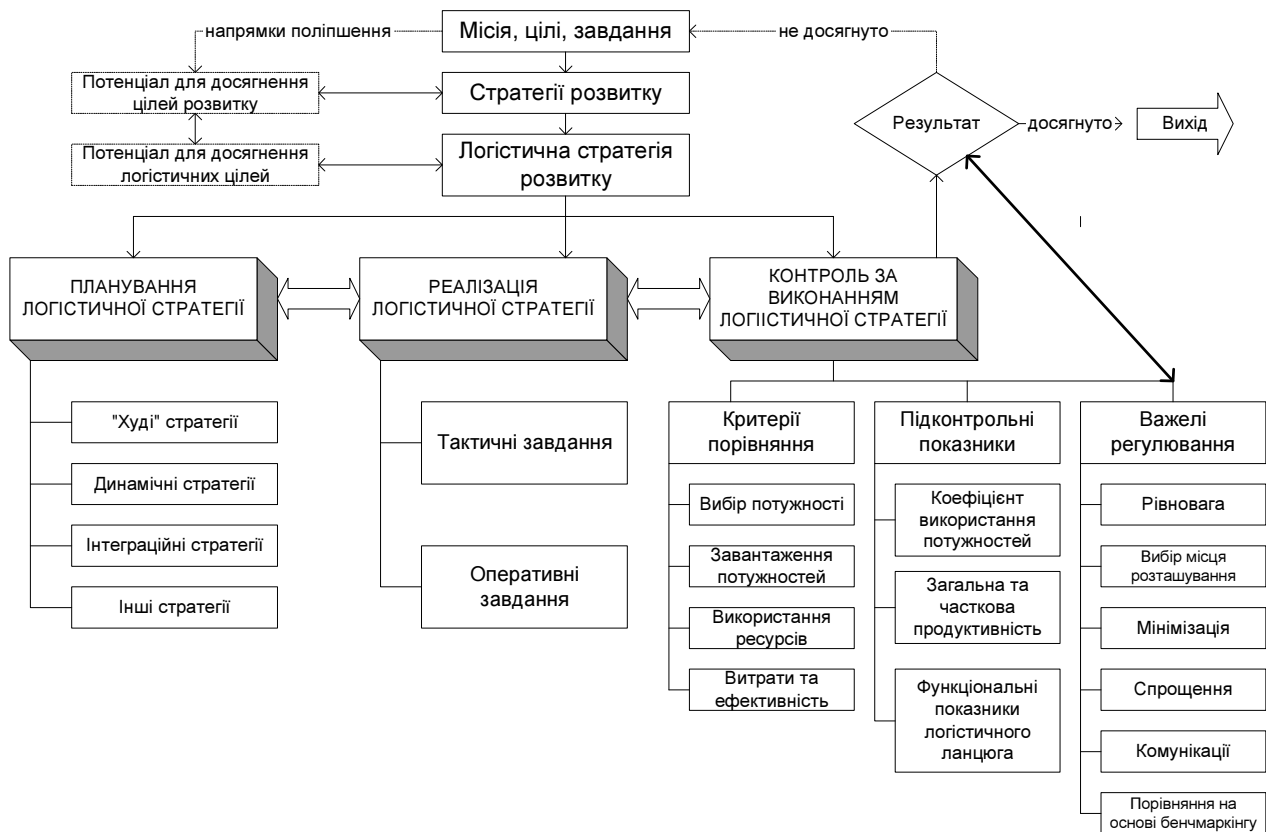 напрямки поліпшення
Місія, цілі, завдання
не досягнуто
Потенціал для досягнення
цілей розвитку
Стратегії розвитку
Результат
досягнуто
Вихід
Потенціал для досягнення
логістичних цілей
Логістична стратегія
розвитку
ПЛАНУВАННЯ
ЛОГІСТИЧНОЇ СТРАТЕГІЇ
РЕАЛІЗАЦІЯ
ЛОГІСТИЧНОЇ СТРАТЕГІЇ
КОНТРОЛЬ ЗА
ВИКОНАННЯМ
ЛОГІІСТИЧНОЇ СТРАТЕГІЇ
"Худі" стратегії
Динамічні стратегії
Інтеграційні стратегії
Інші стратегії
Тактичні завдання
Оперативні
завдання
Критерії
порівняння
Вибір потужності
Завантаження
потужностей
Використання
ресурсів
Витрати та
ефективність
Підконтрольні
показники
Коефіцієнт
використання
потужностей
Загальна та
часткова
продуктивність
Функціональні
показники
логістичного
ланцюга
Важелі
регулювання
Рівновага
Вибір місця
розташування
Мінімізація
Спрощення
Комунікації
Порівняння на
основі бенчмаркінгу